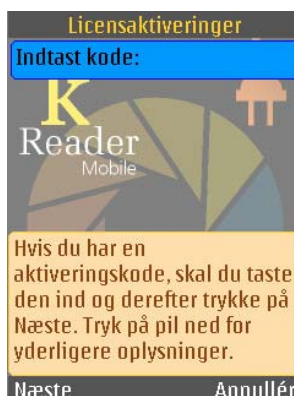 Licensaktiveringer
Indtast kode:
K
Reader
Mobile
Hvis du har en
aktiveringskode, skal du taste
den ind og derefter trykke på
Næste. Tryk på pil ned for
yderligere oplysninger.
Næste Annullér